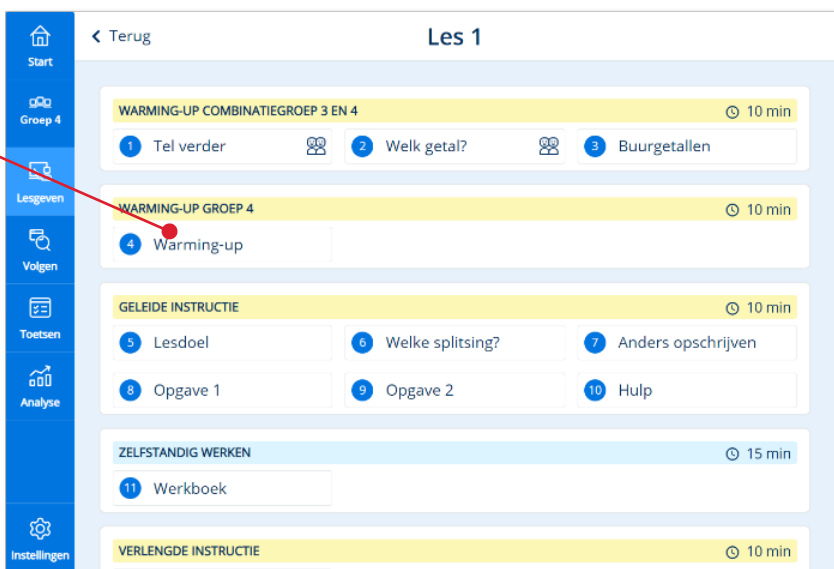 Start
Groep 4
Lesgeven
Volgen
Toetsen
Analyse
Instellingen
Terug
Les 1
WARMING-UP COMBINATIEGROEP 3 EN 4 10 min
1 Tel verder 2 Welk getal? 3 Buurgetallen
WARMING-UP GROEP 4 10 min
4 Warming-up
GELEIDE INSTRUCTIE 10 min
5 Lesdoel 6 Welke splitsing? 7 Anders opschrijven
8 Opgave 1 9 Opgave 2 10 Hulp
ZELFSTANDIG WERKEN 15 min
11 Werkboek
VERLENGDE INSTRUCTIE 10 min